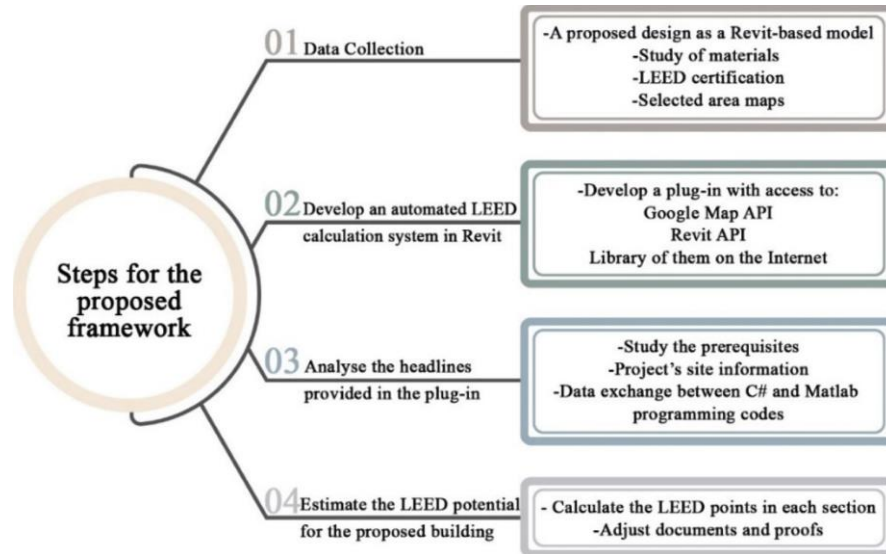 Steps for the
proposed
framework
01 Data Collection
-A proposed design as a Revit-based model
-Study of materials
-LEED certification
-Selected area maps
02 Develop an automated LEED
calculation system in Revit
-Develop a plug-in with access to:
Google Map API
Revit API
Library of them on the Internet
03 Analyse the headlines
provided in the plug-in
-Study the prerequisites
-Project's site information
-Data exchange between C# and Matlab
programming codes
04 Estimate the LEED potential
for the proposed building
- Calculate the LEED points in each section
-Adjust documents and proofs